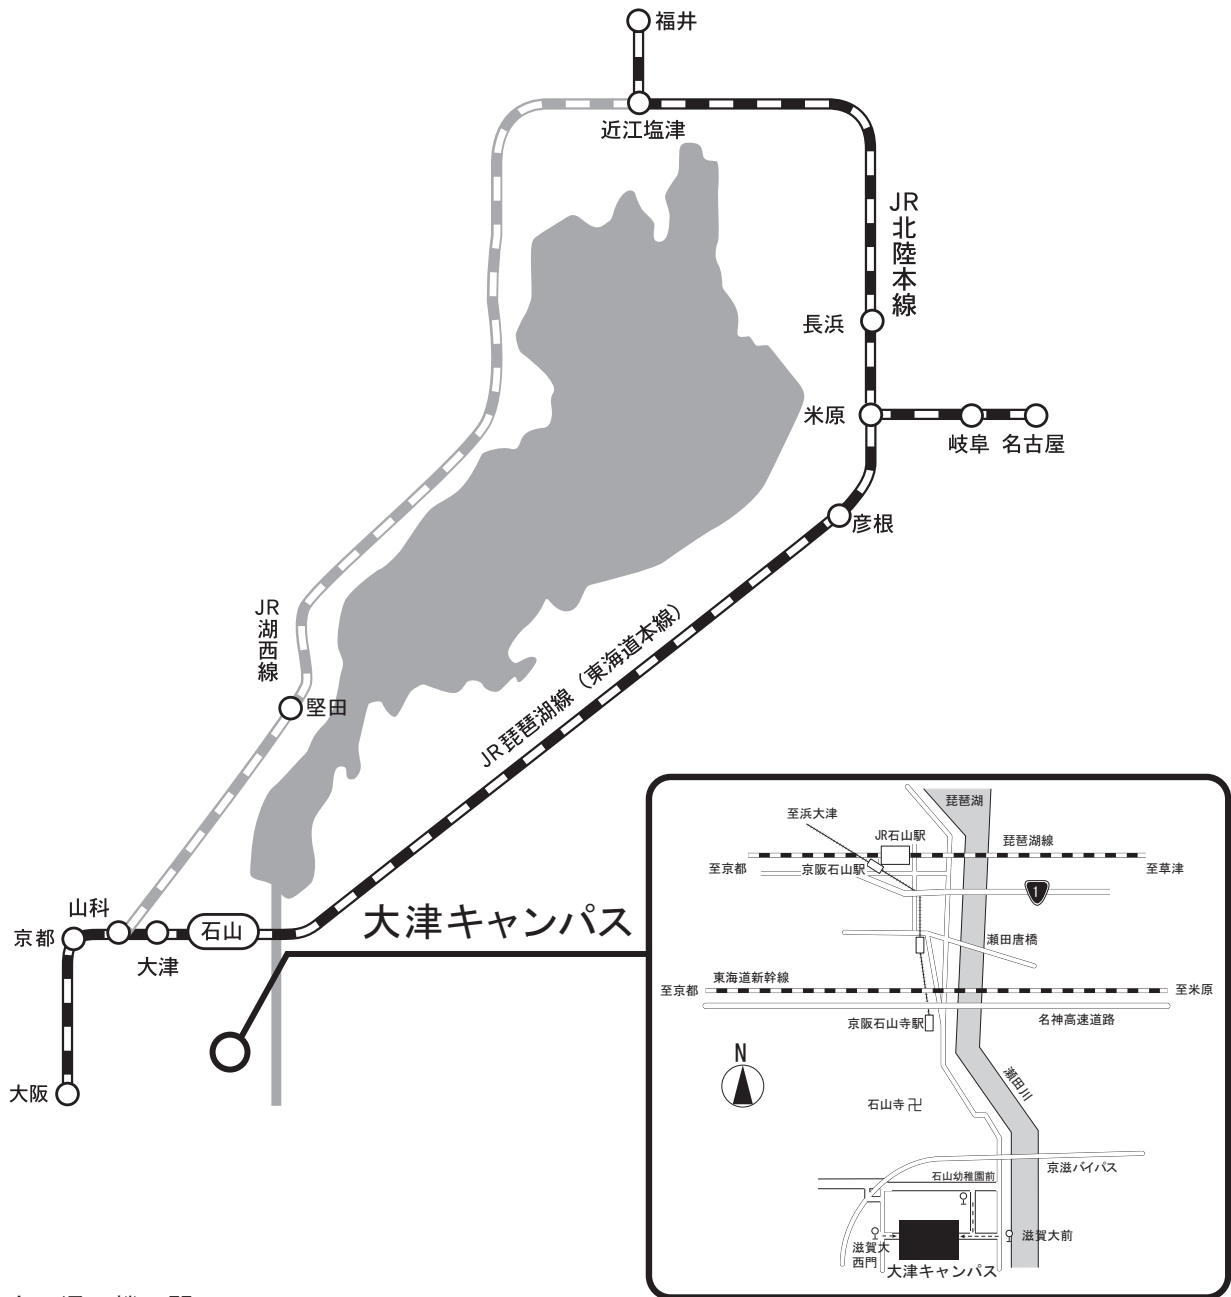 福井
近江塩津
JR北陸本線
長浜
米原
岐阜
名古屋
彦根
JR琵琶湖線（東海道本線）
JR湖西線
堅田
山科
京都
大津
石山
大阪
大津キャンパス
琵琶湖
至浜大津
JR石山駅
琵琶湖線
至京都
京阪石山駅
至草津
1
瀬田唐橋
東海道新幹線
至京都
至米原
京阪石山寺駅
名神高速道路
N
瀬田川
石山寺卍
京滋バイパス
石山幼稚園前
滋賀大前
滋賀大
西門
大津キャンパス